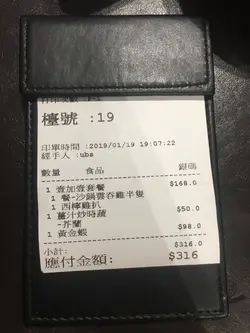 檯號 :19
印單時間 :2019/01/19 19:07:22
經手人 :uba
數量 食品 銀碼
1 壹加壹套餐 $168.0
1 餐-沙鍋雲吞雞半隻
1 西檸雞扒 $50.0
1 薑汁炒時蔬
-芥蘭
1 黃金蝦 $98.0
小計: $316.0
應付金額: $316